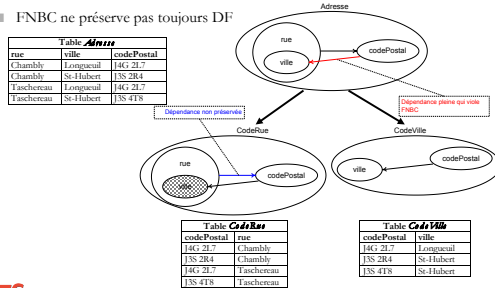 FNBC ne préserve pas toujours DF
Adresse
Table Adresse
rue ville codePostal
Chambly Longueuil J4G 2L7
Chambly St-Hubert J3S 2R4
Taschereau Longueuil J4G 2L7
Taschereau St-Hubert J3S 4T8
rue
ville
codePostal
Dépendance non préservée
Dépendance pleine qui viole
FNBC
CodeRue
rue
ville
codePostal
CodeVille
ville
codePostal
Table CodeRue
codePostal rue
J4G 2L7 Chambly
J3S 2R4 Chambly
J4G 2L7 Taschereau
J3S 4T8 Taschereau
Table CodeVille
codePostal ville
J4G 2L7 Longueuil
J3S 2R4 St-Hubert
J3S 4T8 St-Hubert